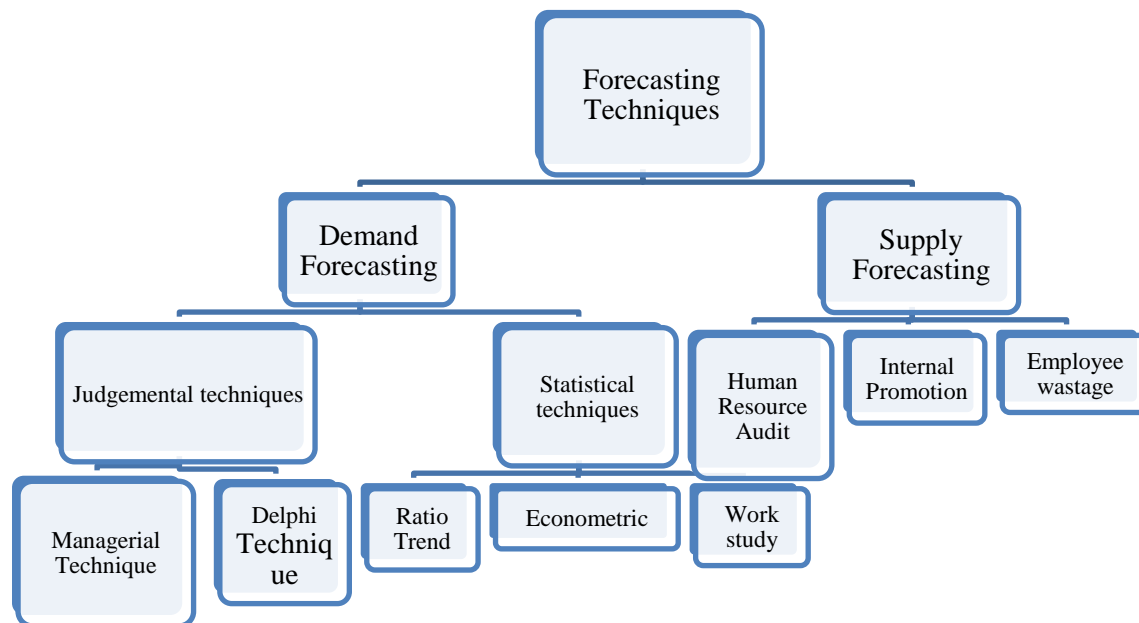 Forecasting
Techniques
Demand
Forecasting
Supply
Forecasting
Judgemental techniques
Statistical
techniques
Human
Resource
Audit
Internal
Promotion
Employee
wastage
Managerial
Technique
Delphi
Techniq
ue
Ratio
Trend
Econometric
Work
study